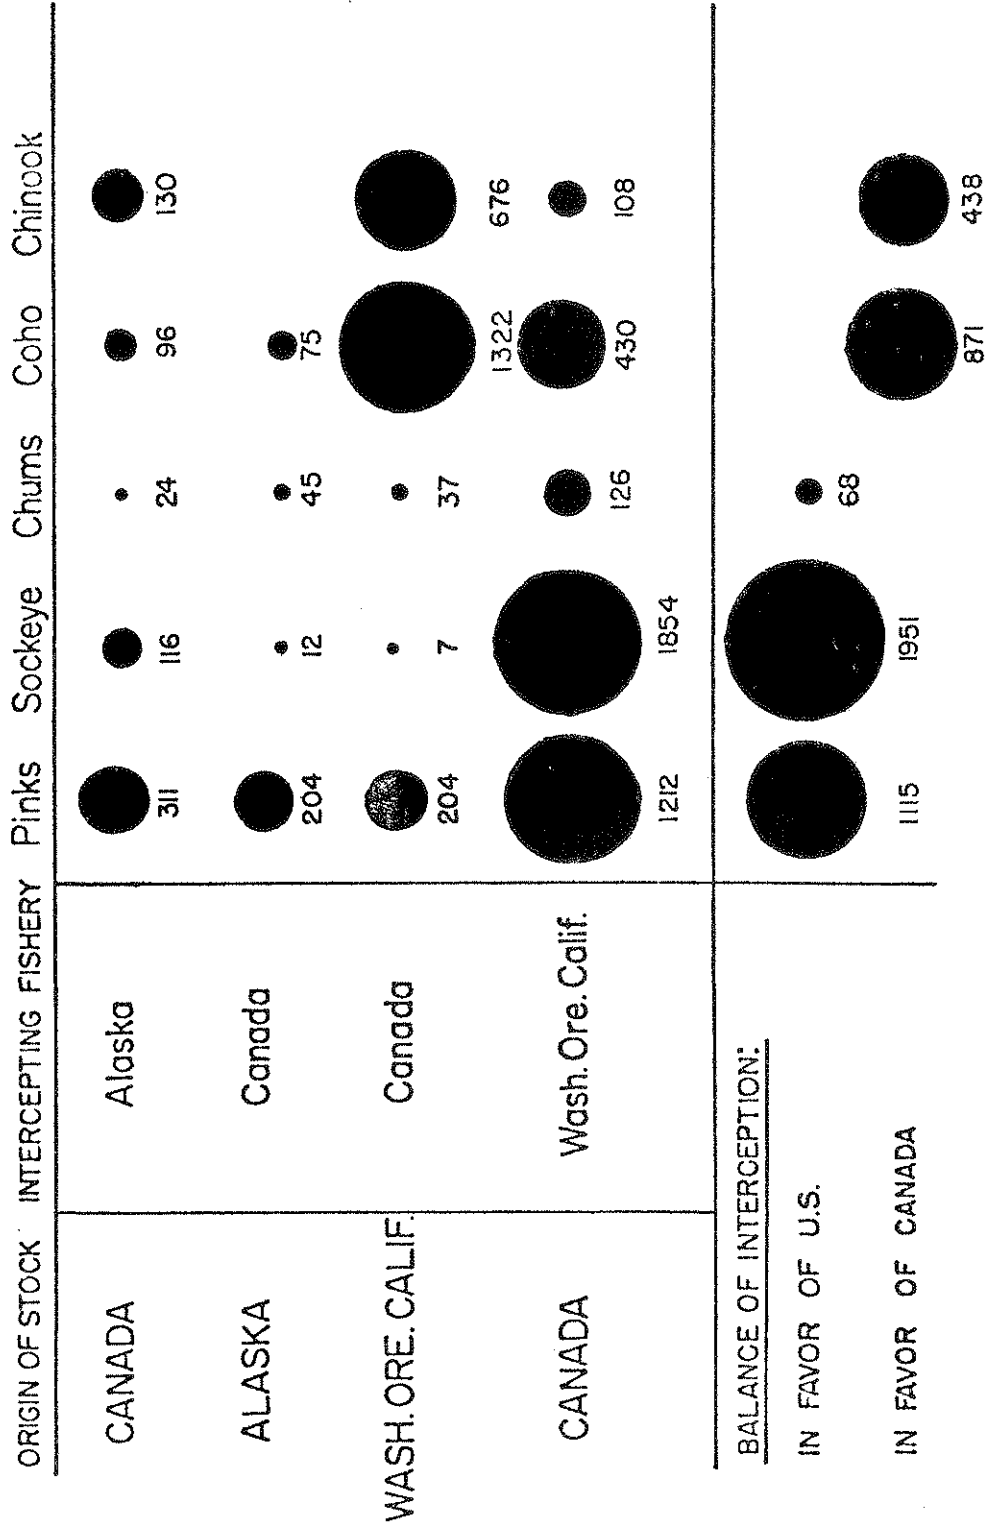 ORIGIN OF STOCK INTERCEPTING FISHERY Pinks Sockeye Chums Coho Chinook
CANADA Alaska 311 116 24 96 130
ALASKA Canada 204 12 45 75
WASH. ORE. CALIF. Canada 204 7 37 1322 676
CANADA Wash. Ore. Calif. 1212 1854 126 430 108
BALANCE OF INTERCEPTION:
IN FAVOR OF U.S. 1115 1951 68
IN FAVOR OF CANADA 871 438